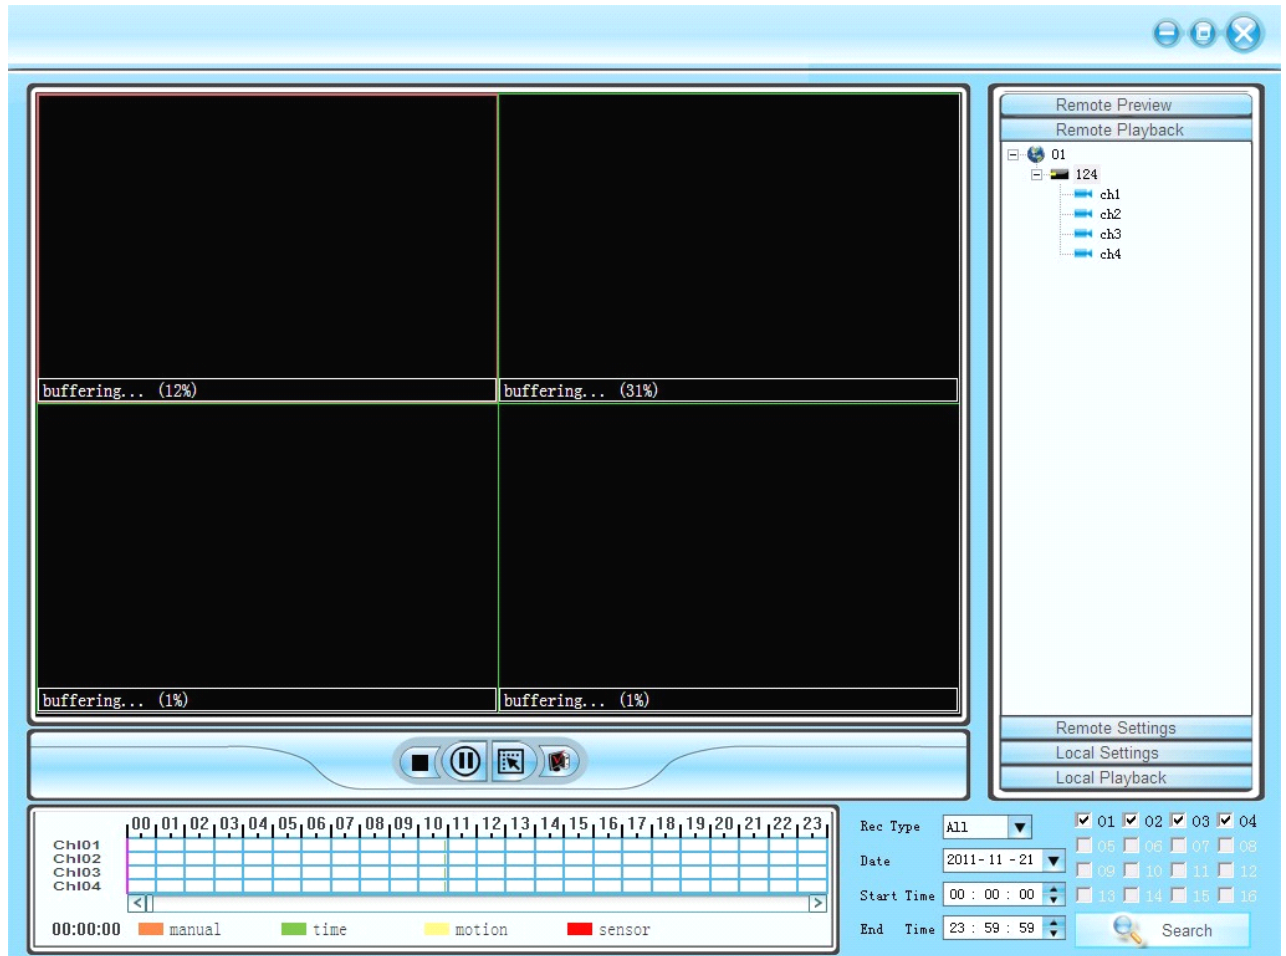 Remote Preview
Remote Playback
01
124
ch1
ch2
ch3
ch4
buffering... (12%)
buffering... (31%)
buffering... (1%)
buffering... (1%)
Remote Settings
Local Settings
Local Playback
00 01 02 03 04 05 06 07 08 09 10 11 12 13 14 15 16 17 18 19 20 21 22 23
Chl01
Chl02
Chl03
Chl04
00:00:00 manual time motion sensor
Rec Type All
Date 2011-11-21
Start Time 00 : 00 : 00
End Time 23 : 59 : 59
01 02 03 04
05 06 07 08
09 10 11 12
13 14 15 16
Search